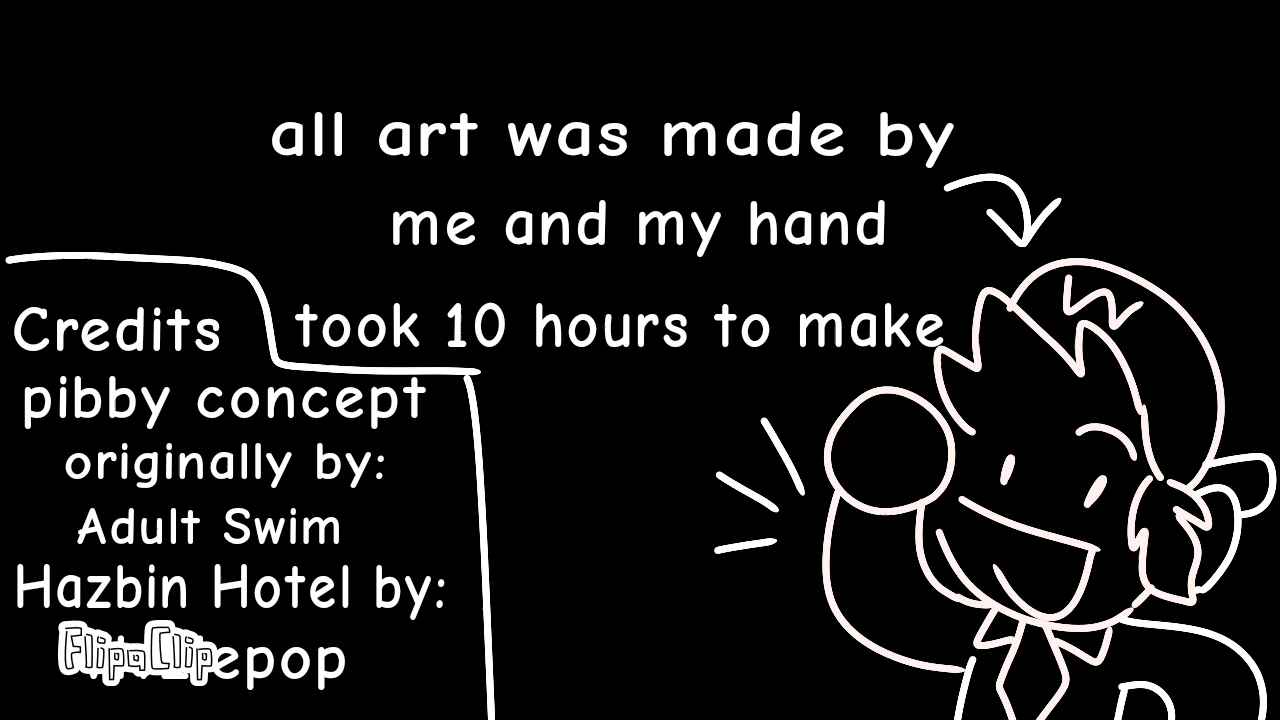 all art was made by
me and my hand
took 10 hours to make
Credits
pibby concept
originally by:
Adult Swim
Hazbin Hotel by:
FlipaClip